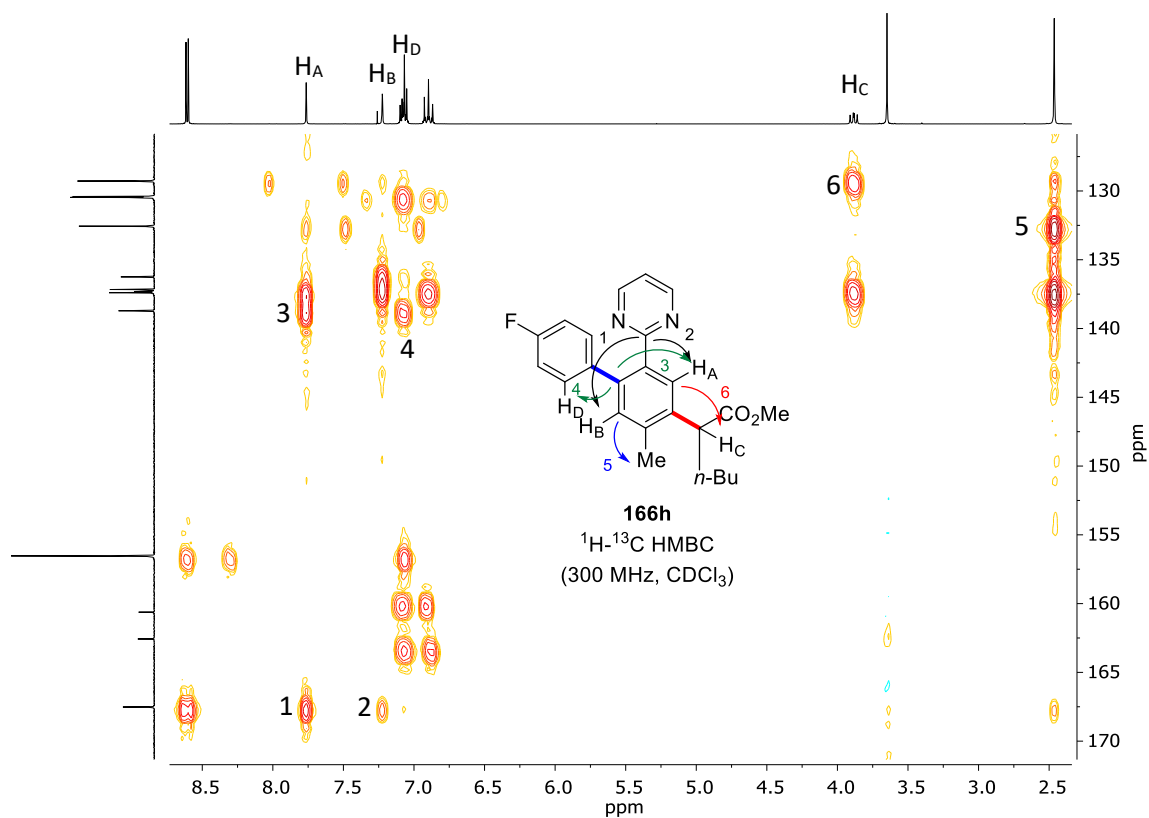 H_A
H_B
H_D
H_C
6
5
3
4
1
2
F
N
N
1
2
3
H_A
4
H_D
H_B
5
6
CO₂Me
H_C
Me
n-Bu
166h
¹H-¹³C HMBC
(300 MHz, CDCl₃)
130
135
140
145
150
155
160
165
170
ppm
8.5 8.0 7.5 7.0 6.5 6.0 5.5 5.0 4.5 4.0 3.5 3.0 2.5
ppm